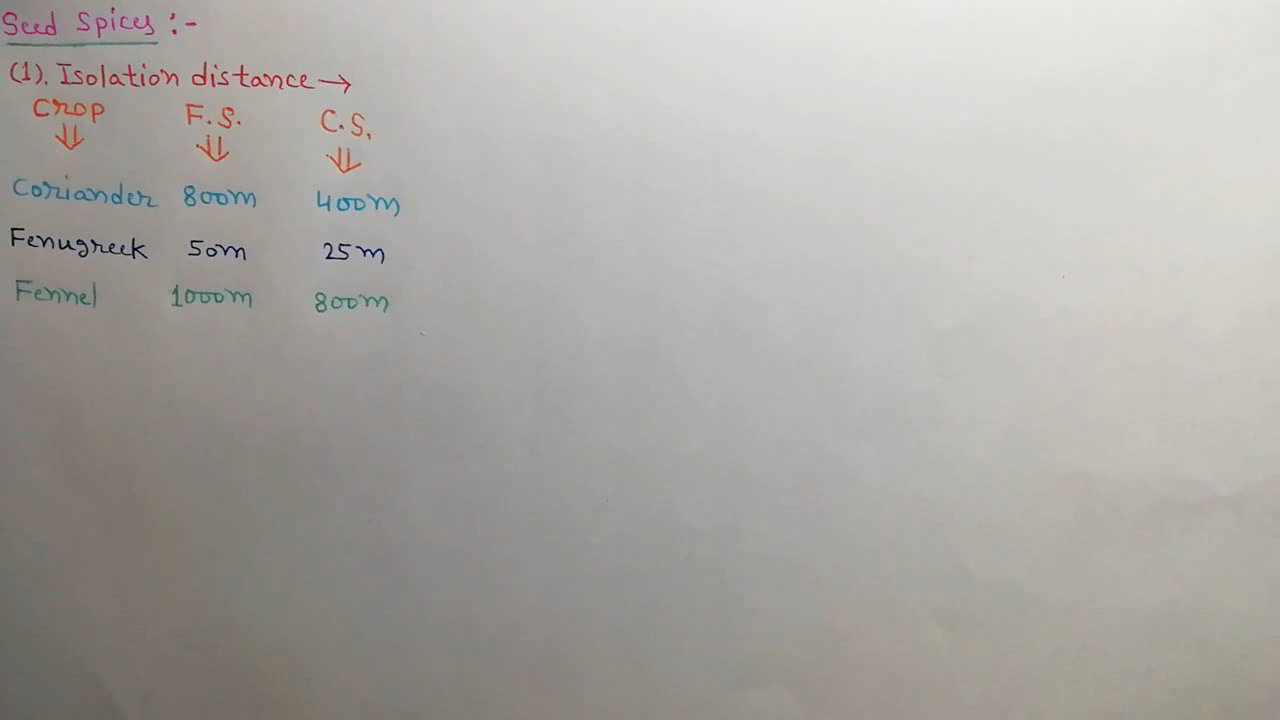 Seed Spices :-
(1). Isolation distance →
Crop F.S. C.S.
⇓ ⇓ ⇓
Coriander 800m 400m
Fenugreek 50m 25m
Fennel 1000m 800m